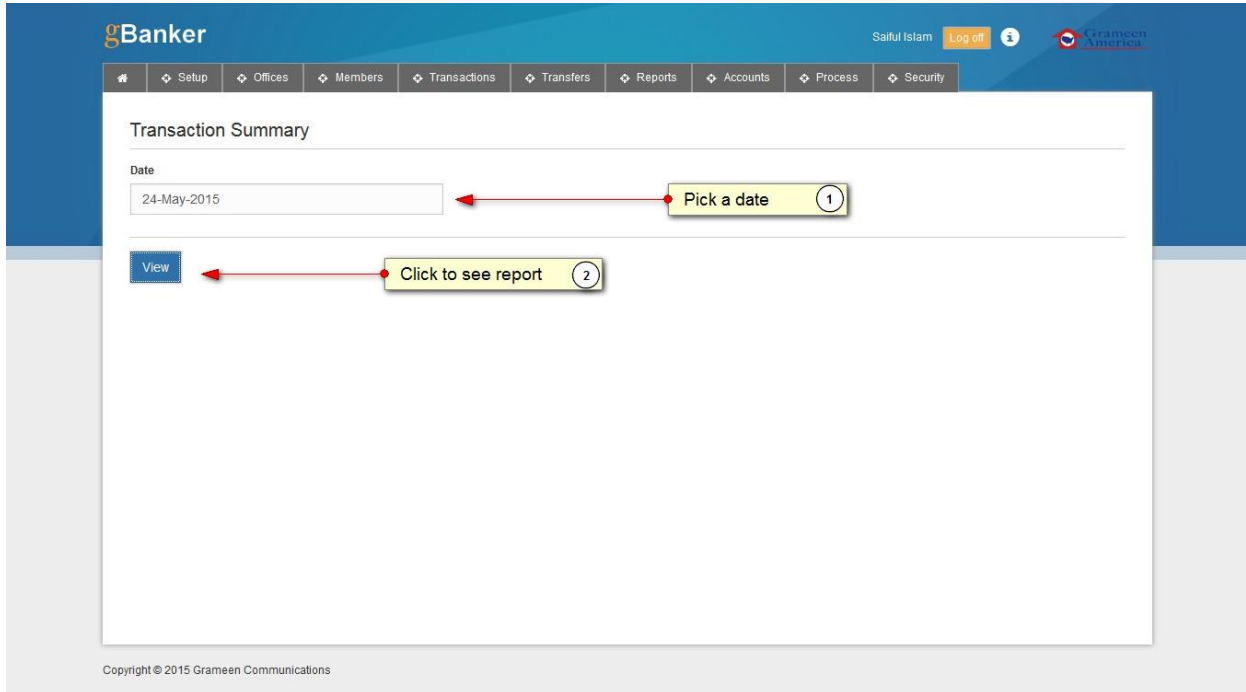 gBanker
Saiful Islam Log off
Grameen
America
Setup Offices Members Transactions Transfers Reports Accounts Process Security
Transaction Summary
Date
24-May-2015
Pick a date 1
View
Click to see report 2
Copyright © 2015 Grameen Communications